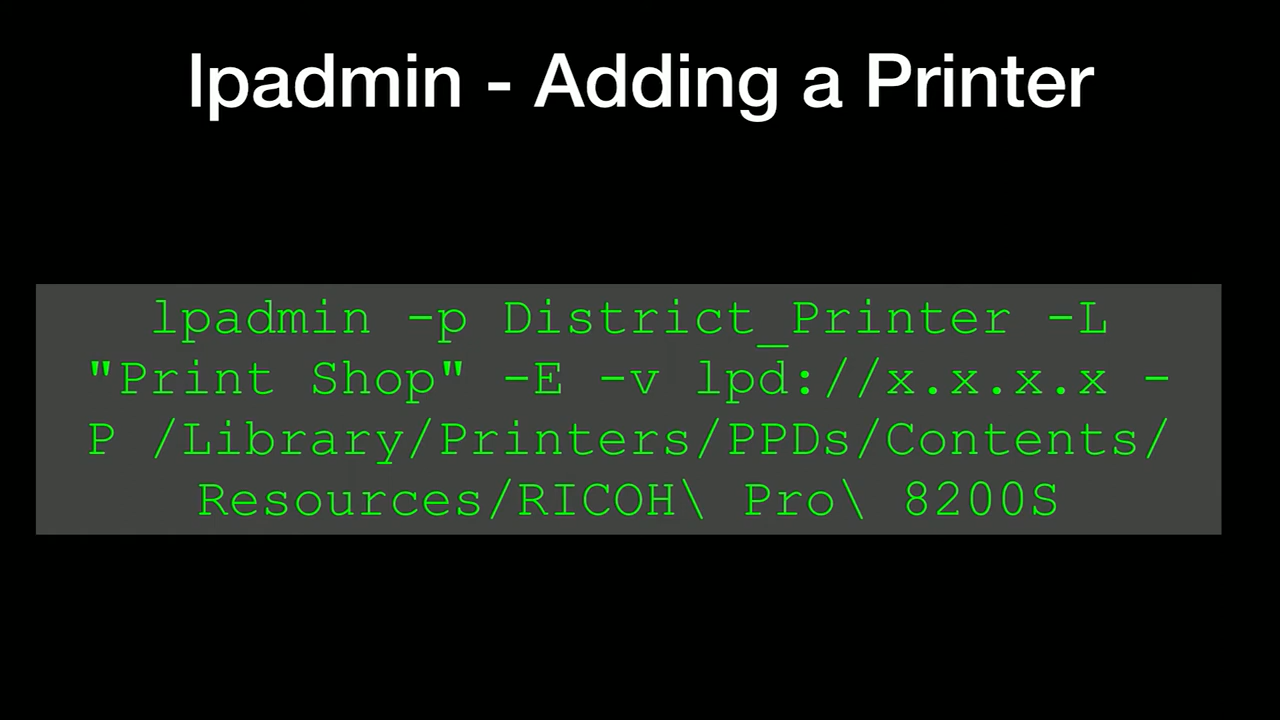 lpadmin - Adding a Printer
lpadmin -p District_Printer -L
"Print Shop" -E -v lpd://x.x.x.x -
P /Library/Printers/PPDs/Contents/
Resources/RICOH\ Pro\ 8200S